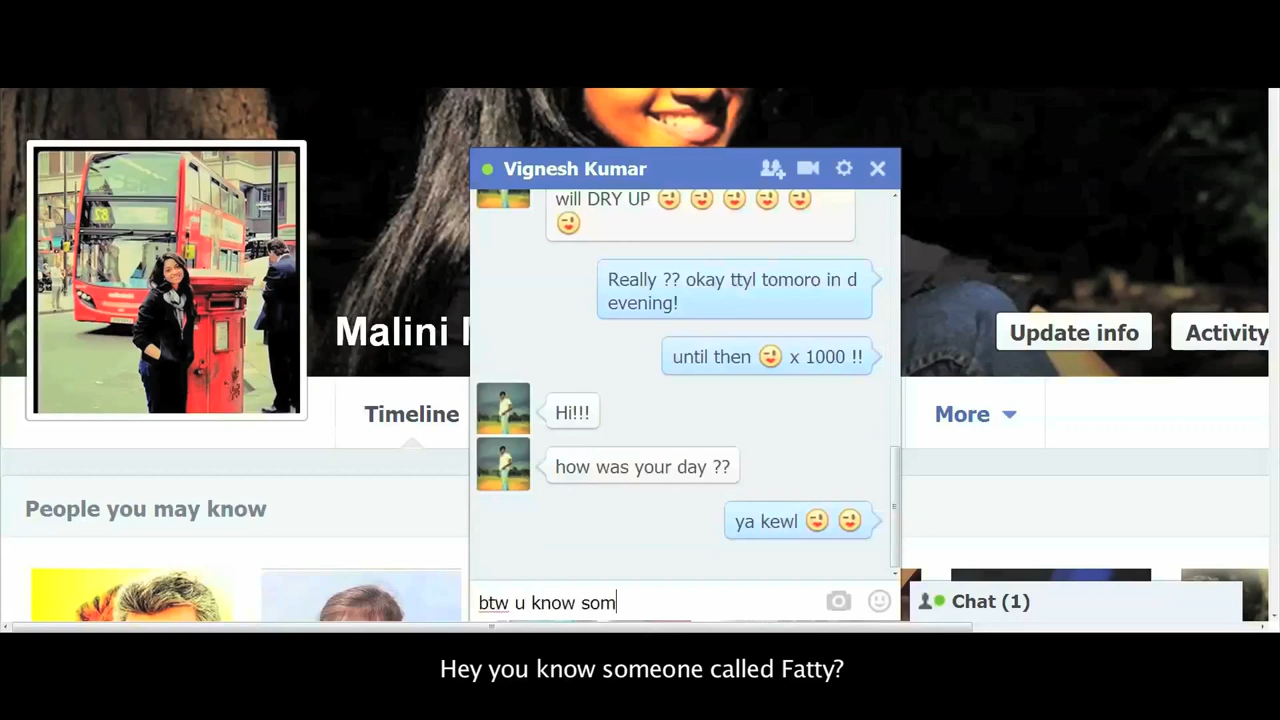 Vignesh Kumar
will DRY UP
Really ?? okay ttyl tomoro in d
evening!
until then x 1000 !!
Hi!!!
how was your day ??
ya kewl
btw u know som
Malini
Update info
Activity
Timeline
More
People you may know
Chat (1)
Hey you know someone called Fatty?